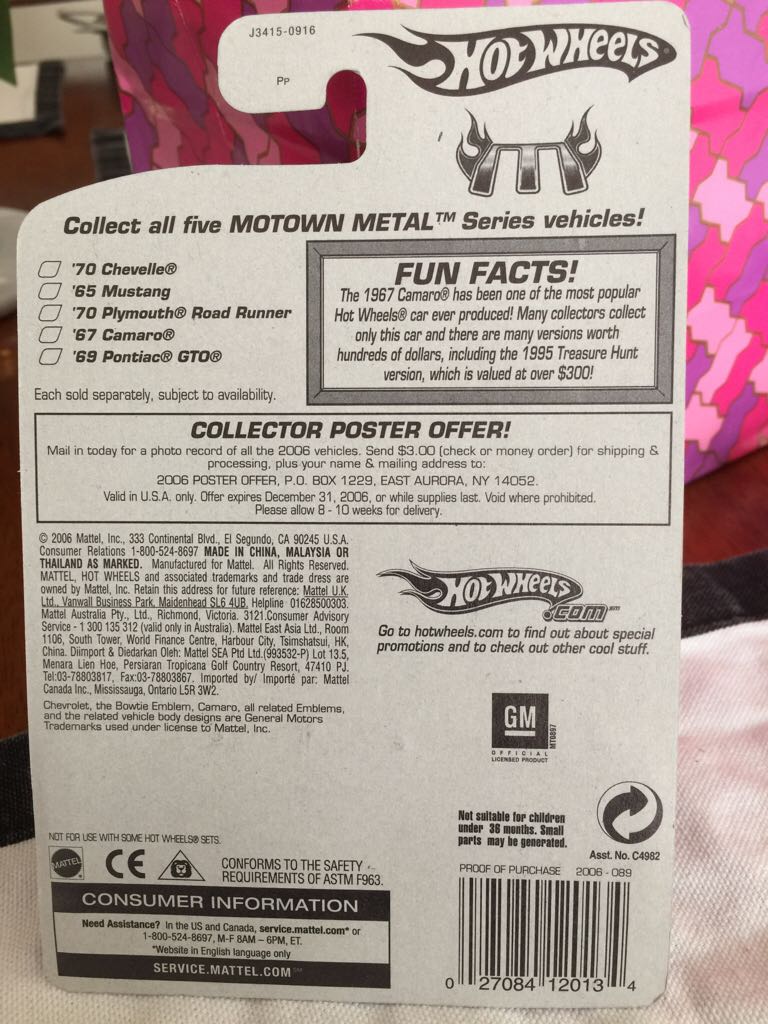 J3415-0916
Pp
HOT WHEELS
Collect all five MOTOWN METAL™ Series vehicles!
'70 Chevelle®
'65 Mustang
'70 Plymouth® Road Runner
'67 Camaro®
'69 Pontiac® GTO®
Each sold separately, subject to availability.
FUN FACTS!
The 1967 Camaro® has been one of the most popular
Hot Wheels® car ever produced! Many collectors collect
only this car and there are many versions worth
hundreds of dollars, including the 1995 Treasure Hunt
version, which is valued at over $300!
COLLECTOR POSTER OFFER!
Mail in today for a photo record of all the 2006 vehicles. Send $3.00 (check or money order) for shipping &
processing, plus your name & mailing address to:
2006 POSTER OFFER, P.O. BOX 1229, EAST AURORA, NY 14052.
Valid in U.S.A. only. Offer expires December 31, 2006, or while supplies last. Void where prohibited.
Please allow 8 - 10 weeks for delivery.
© 2006 Mattel, Inc., 333 Continental Blvd., El Segundo, CA 90245 U.S.A.
Consumer Relations 1-800-524-8697 MADE IN CHINA, MALAYSIA OR
THAILAND AS MARKED. Manufactured for Mattel. All Rights Reserved.
MATTEL, HOT WHEELS and associated trademarks and trade dress are
owned by Mattel, Inc. Retain this address for future reference: Mattel U.K.
Ltd., Vanwall Business Park, Maidenhead SL6 4UB. Helpline 01628500303.
Mattel Australia Pty., Ltd., Richmond, Victoria. 3121.Consumer Advisory
Service - 1 300 135 312 (valid only in Australia). Mattel East Asia Ltd., Room
1106, South Tower, World Finance Centre, Harbour City, Tsimshatsui, HK,
China. Diimport & Diedarkan Oleh: Mattel SEA Ptd Ltd.(993532-P) Lot 13.5,
Menara Lien Hoe, Persiaran Tropicana Golf Country Resort, 47410 PJ.
Tel:03-78803817, Fax:03-78803867. Imported by/ Importé par: Mattel
Canada Inc., Mississauga, Ontario L5R 3W2.
Chevrolet, the Bowtie Emblem, Camaro, all related Emblems,
and the related vehicle body designs are General Motors
Trademarks used under license to Mattel, Inc.
HOT WHEELS
.COM℠
Go to hotwheels.com to find out about special
promotions and to check out other cool stuff.
GM
OFFICIAL
LICENSED PRODUCT
MT0897
Not suitable for children
under 36 months. Small
parts may be generated.
Asst. No. C4982
NOT FOR USE WITH SOME HOT WHEELS® SETS.
MATTEL
CE
CONFORMS TO THE SAFETY
REQUIREMENTS OF ASTM F963.
PROOF OF PURCHASE 2006 - 089
0 27084 12013 4
CONSUMER INFORMATION
Need Assistance? In the US and Canada, service.mattel.com* or
1-800-524-8697, M-F 8AM – 6PM, ET.
*Website in English language only
SERVICE.MATTEL.COM℠